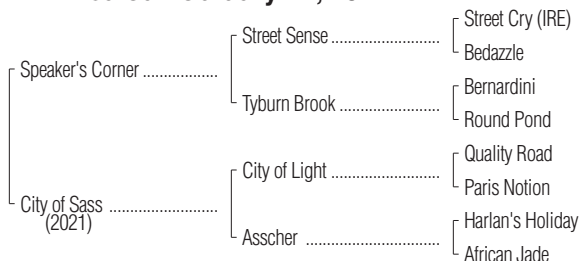 Street Cry (IRE)
Street Sense ..............................
Bedazzle
Speaker's Corner ....................
Bernardini
Tyburn Brook ............................
Round Pond
Quality Road
City of Light ..............................
Paris Notion
City of Sass .............................
(2021)
Harlan's Holiday
Asscher ....................................
African Jade